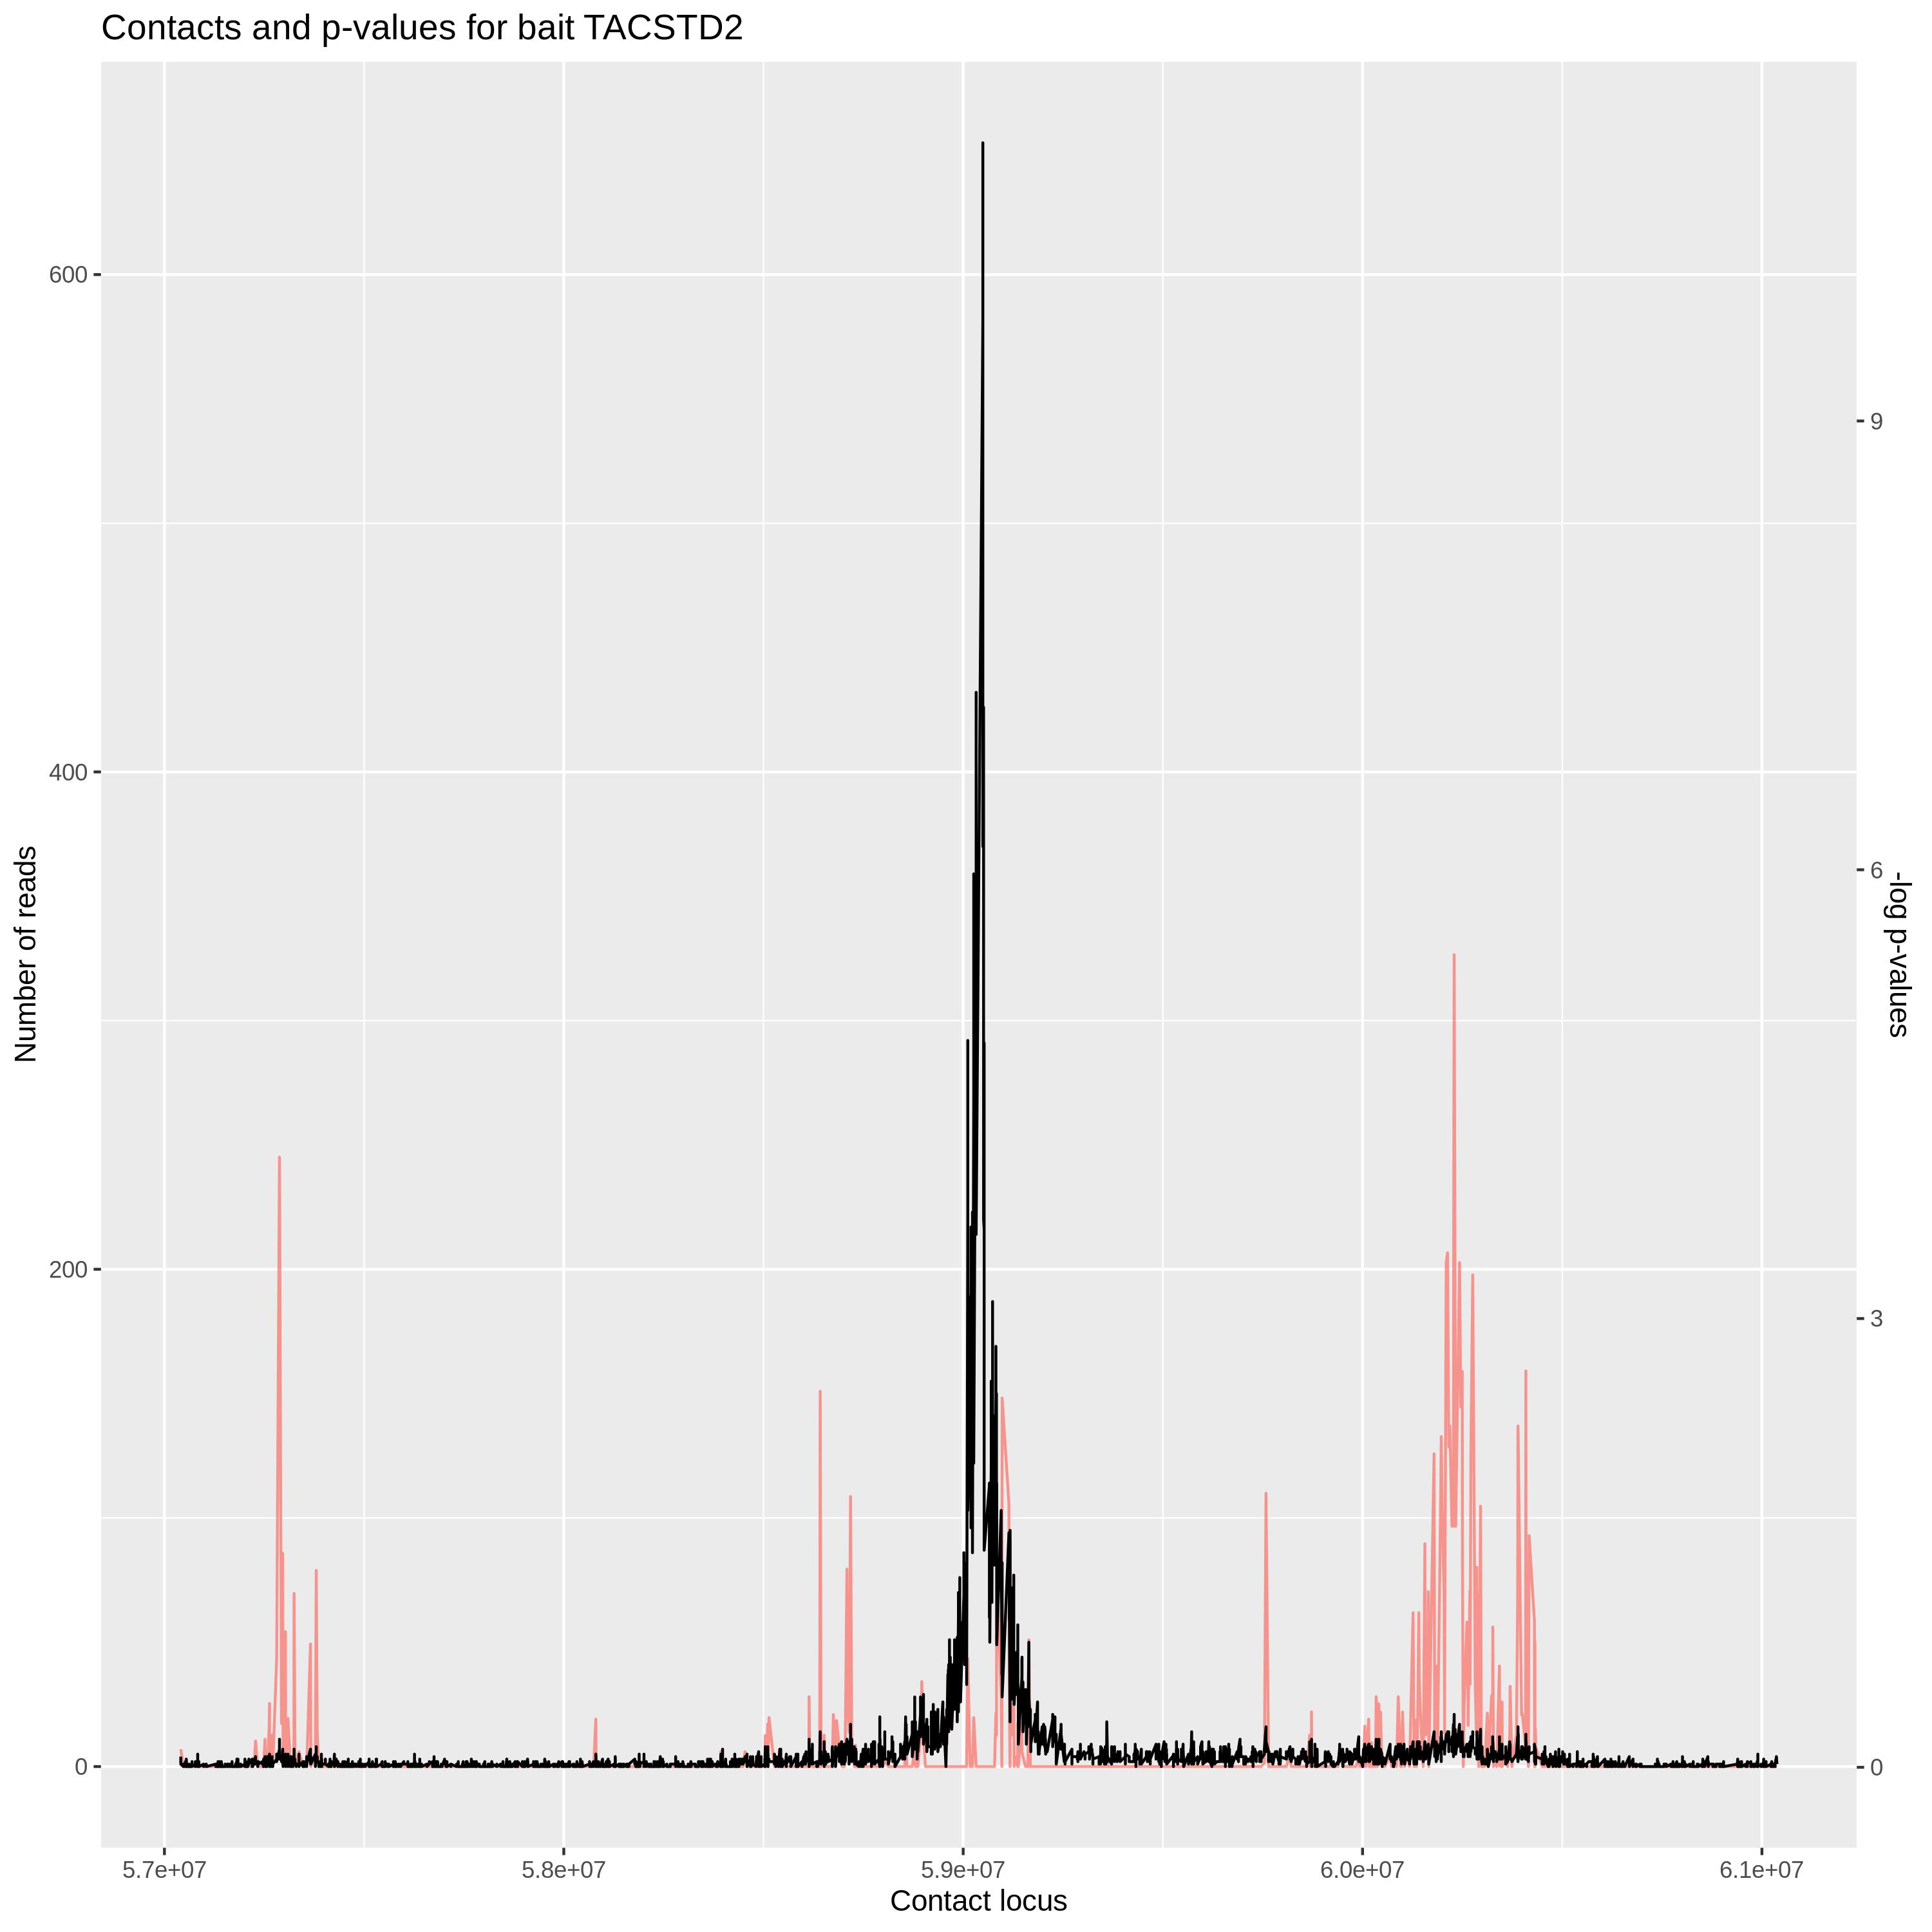 Contacts and p-values for bait TACSTD2
600
400
200
0
Number of reads
9
6
3
0
-log p-values
5.7e+07
5.8e+07
5.9e+07
6.0e+07
6.1e+07
Contact locus